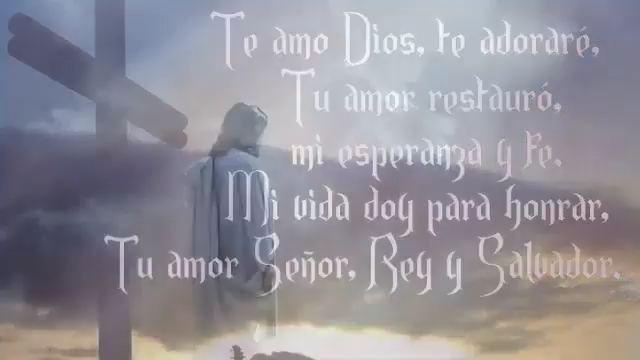 Te amo Dios, te adoraré,
Tu amor restauró,
mi esperanza y fe.
Mi vida doy para honrar,
Tu amor Señor, Rey y Salvador.